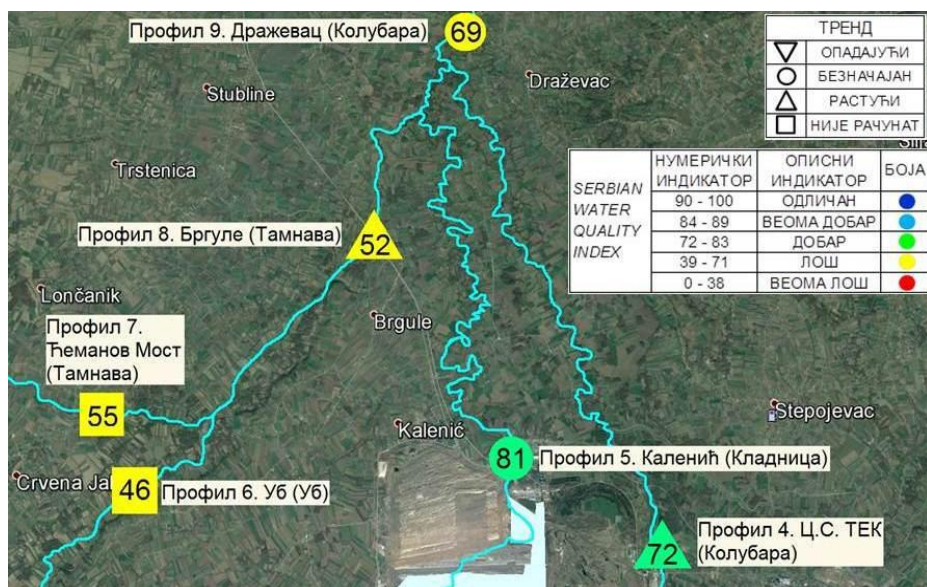 Профил 9. Дражевац (Колубара)
69
ТРЕНД
ОПАДАЈУЋИ
БЕЗНАЧАЈАН
РАСТУЋИ
НИЈЕ РАЧУНАТ
Stubline
Draževac
Trstenica
SERBIAN
WATER
QUALITY
INDEX
НУМЕРИЧКИ
ИНДИКАТОР
ОПИСНИ
ИНДИКАТОР
БОЈА
90 - 100 ОДЛИЧАН
84 - 89 ВЕОМА ДОБАР
72 - 83 ДОБАР
39 - 71 ЛОШ
0 - 38 ВЕОМА ЛОШ
Профил 8. Бргуле (Тамнава)
52
Lončanik
Brgule
Профил 7.
Ћеманов Мост
(Тамнава)
55
Stepojevac
Kalenić
81
Профил 5. Каленић (Кладница)
Crvena
46
Профил 6. Уб (Уб)
72
Профил 4. Ц.С. ТЕК
(Колубара)